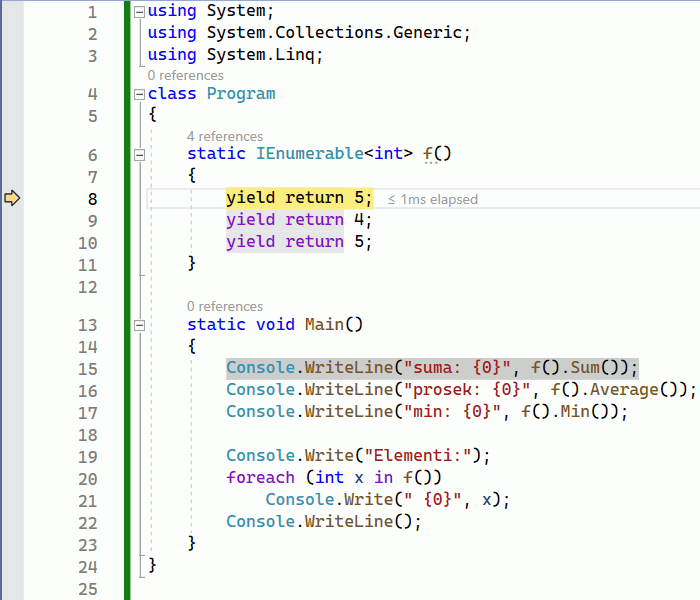 1 using System;
2 using System.Collections.Generic;
3 using System.Linq;
0 references
4 class Program
5 {
4 references
6 static IEnumerable<int> f()
7 {
8 yield return 5; ≤ 1ms elapsed
9 yield return 4;
10 yield return 5;
11 }
12
0 references
13 static void Main()
14 {
15 Console.WriteLine("suma: {0}", f().Sum());
16 Console.WriteLine("prosek: {0}", f().Average());
17 Console.WriteLine("min: {0}", f().Min());
18
19 Console.Write("Elementi:");
20 foreach (int x in f())
21 Console.Write(" {0}", x);
22 Console.WriteLine();
23 }
24 }
25